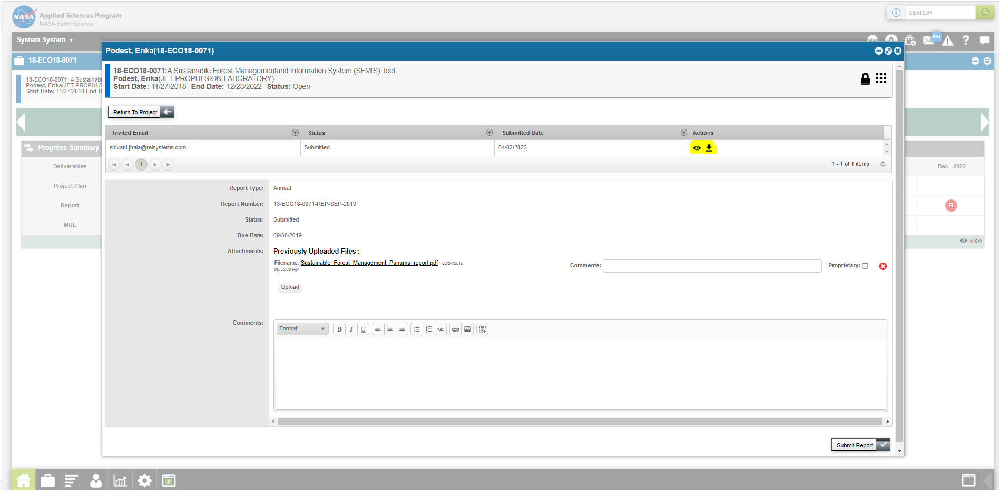 NASA
Applied Sciences Program
NASA Earth Science
SEARCH
System System
99+
18-ECO18-0071
Podest, Erika(18-ECO18-0071)
18-ECO18-0071: A Sustainabl
Podest, Erika(JET PROPULS
Start Date: 11/27/2018 End D
18-ECO18-0071:A Sustainable Forest Managementand Information System (SFMIS) Tool
Podest, Erika(JET PROPULSION LABORATORY)
Start Date: 11/27/2018 End Date: 12/23/2022 Status: Open
Return To Project
Invited Email Status Submitted Date Actions
shivani.jhala@reisystems.com Submitted 04/02/2023
1 1 - 1 of 1 items
Progress Summary
Deliverables Dec - 2022
Project Plan
Report R
MUL
View
Report Type: Annual
Report Number: 18-ECO18-0071-REP-SEP-2019
Status: Submitted
Due Date: 09/30/2019
Attachments: Previously Uploaded Files :
Filename: Sustainable_Forest_Management_Panama_report.pdf 09/24/2019
08:50:09 PM
Comments: Proprietary:
Upload
Comments:
Format B I U
Submit Report
P